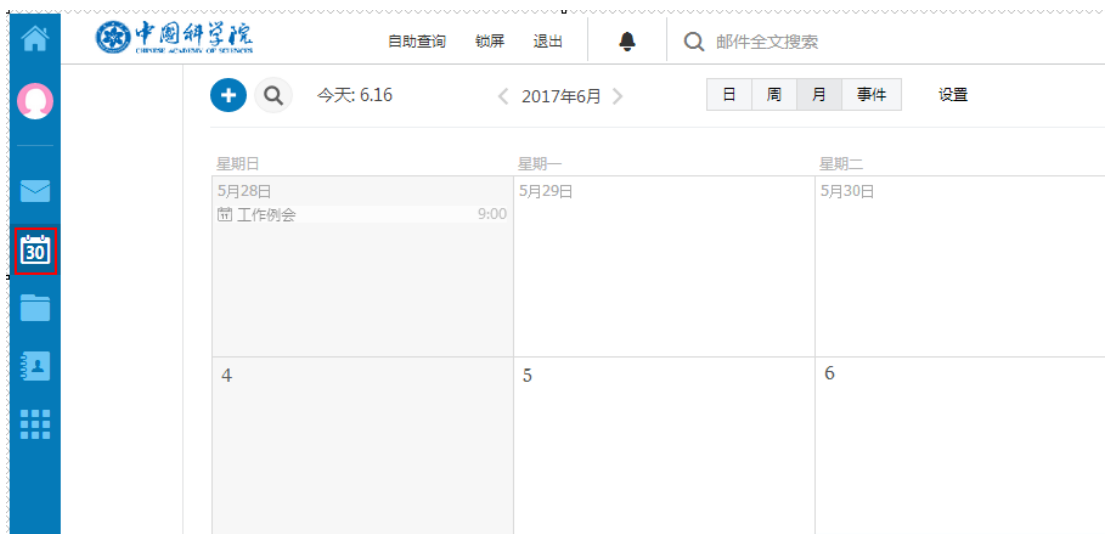 中国科学院
CHINESE ACADEMY OF SCIENCES
自助查询 锁屏 退出 邮件全文搜索
今天: 6.16 2017年6月 日 周 月 事件 设置
星期日 星期一 星期二
5月28日 5月29日 5月30日
工作例会 9:00
30
4 5 6